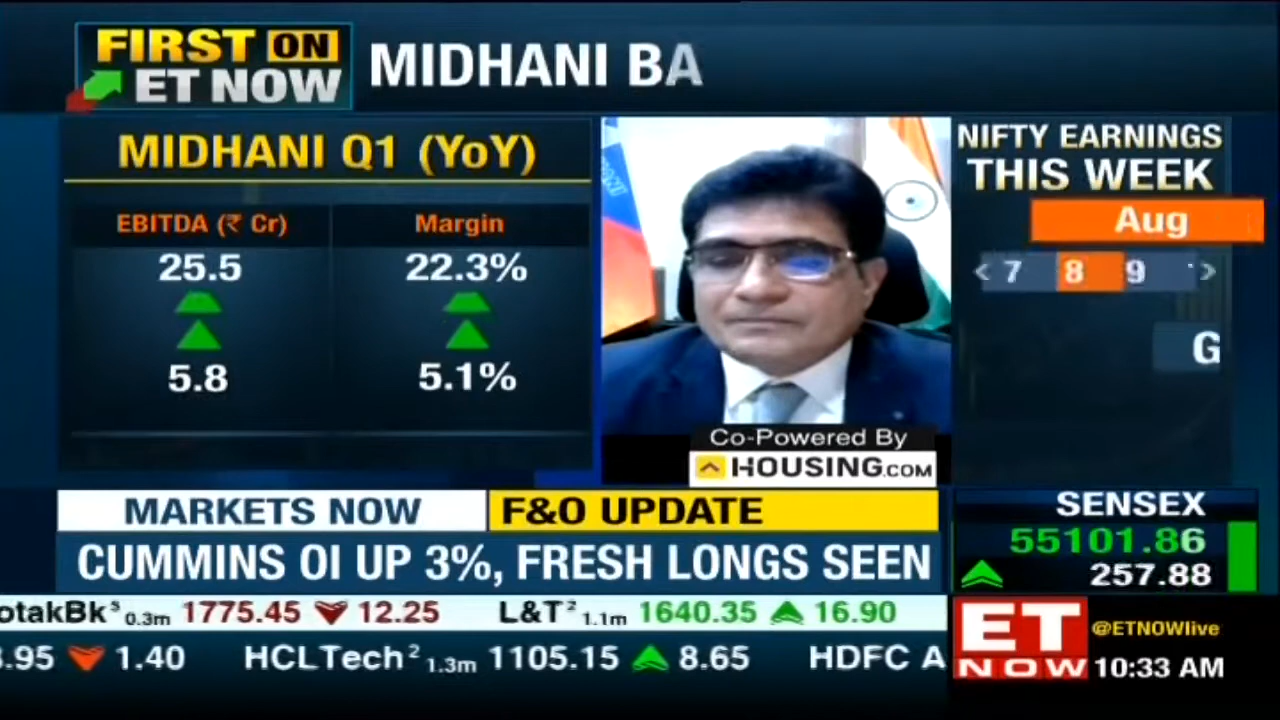 FIRST ON
ET NOW
MIDHANI BA
MIDHANI Q1 (YoY)
EBITDA (₹ Cr) Margin
25.5 22.3%
5.8 5.1%
NIFTY EARNINGS
THIS WEEK
Aug
< 7 8 9 >
G
Co-Powered By
HOUSING.COM
MARKETS NOW F&O UPDATE
CUMMINS OI UP 3%, FRESH LONGS SEEN
SENSEX
55101.86
257.88
otakBk³ 0.3m 1775.45 12.25 L&T² 1.1m 1640.35 16.90
.95 1.40 HCLTech² 1.3m 1105.15 8.65 HDFC A
ET
NOW
@ETNOWlive
10:33 AM